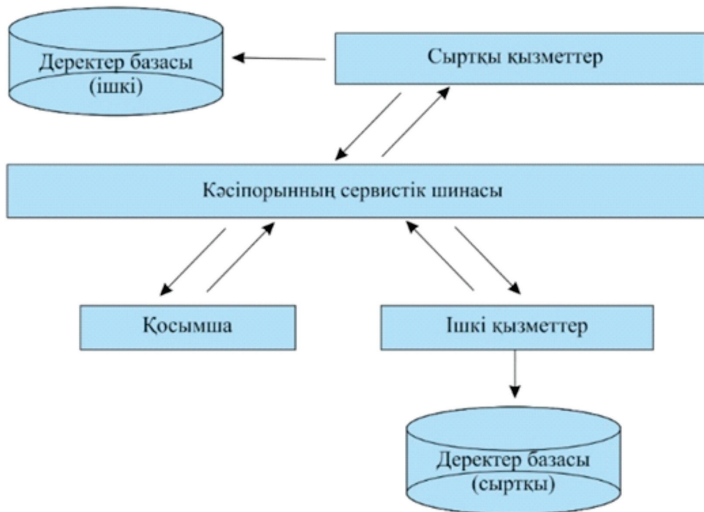 Деректер базасы
(ішкі)
Сыртқы қызметтер
Кәсіпорынның сервистік шинасы
Қосымша
Ішкі қызметтер
Деректер базасы
(сыртқы)